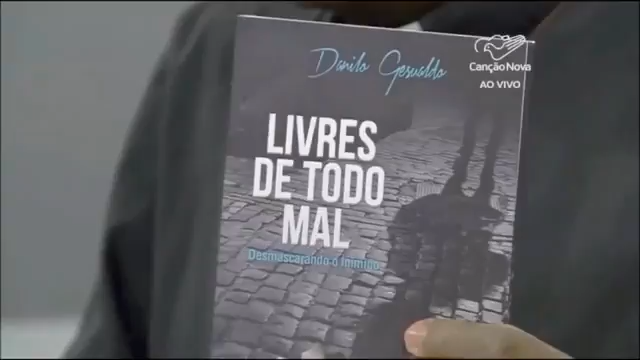 Danilo Gesualdo
Canção Nova
AO VIVO
LIVRES
DE TODO
MAL
Desmascarando o Inimigo